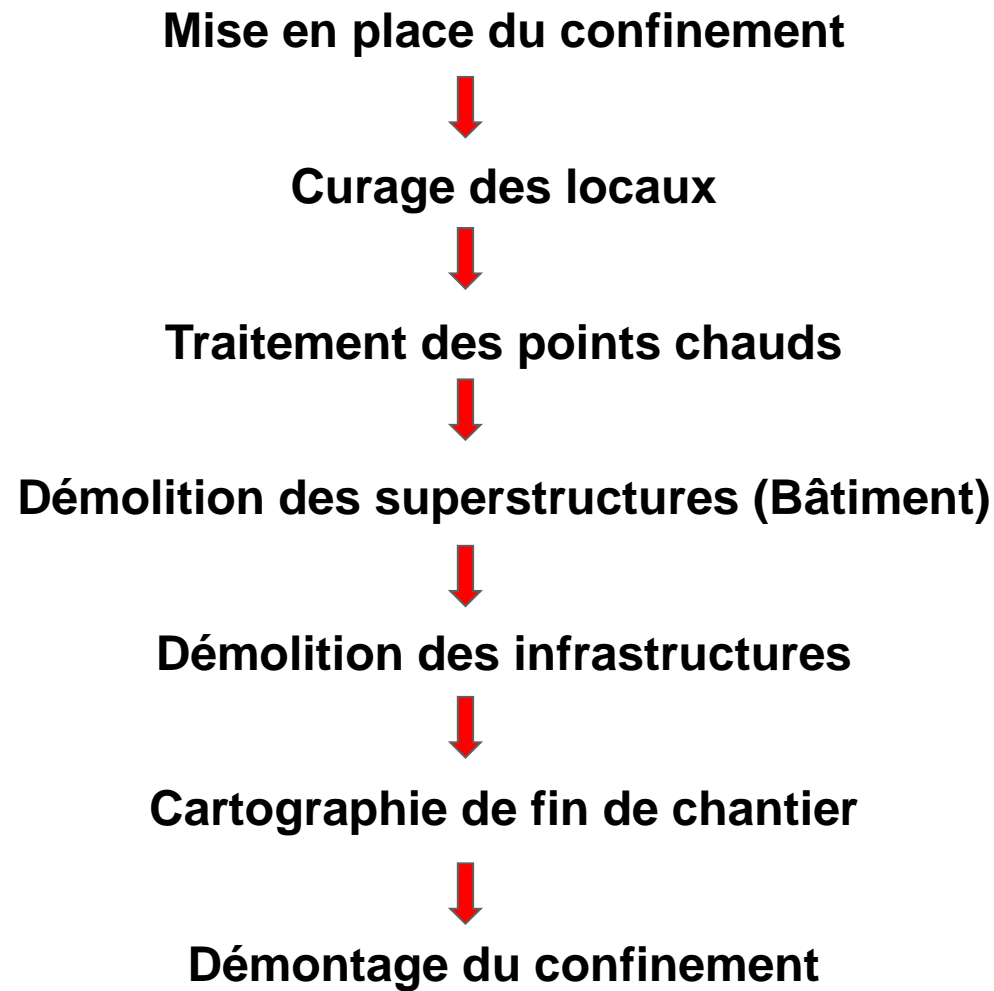 Mise en place du confinement
Curage des locaux
Traitement des points chauds
Démolition des superstructures (Bâtiment)
Démolition des infrastructures
Cartographie de fin de chantier
Démontage du confinement